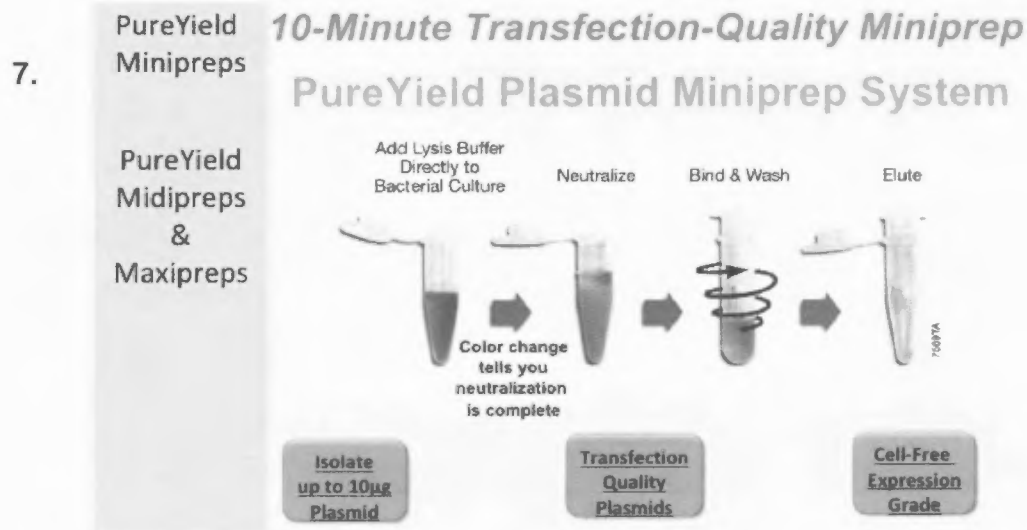 7.
PureYield
Minipreps
PureYield
Midipreps
&
Maxipreps
10-Minute Transfection-Quality Miniprep
PureYield Plasmid Miniprep System
Add Lysis Buffer
Directly to
Bacterial Culture
Neutralize
Bind & Wash
Elute
Color change
tells you
neutralization
is complete
7569TA
Isolate
up to 10µg
Plasmid
Transfection
Quality
Plasmids
Cell-Free
Expression
Grade